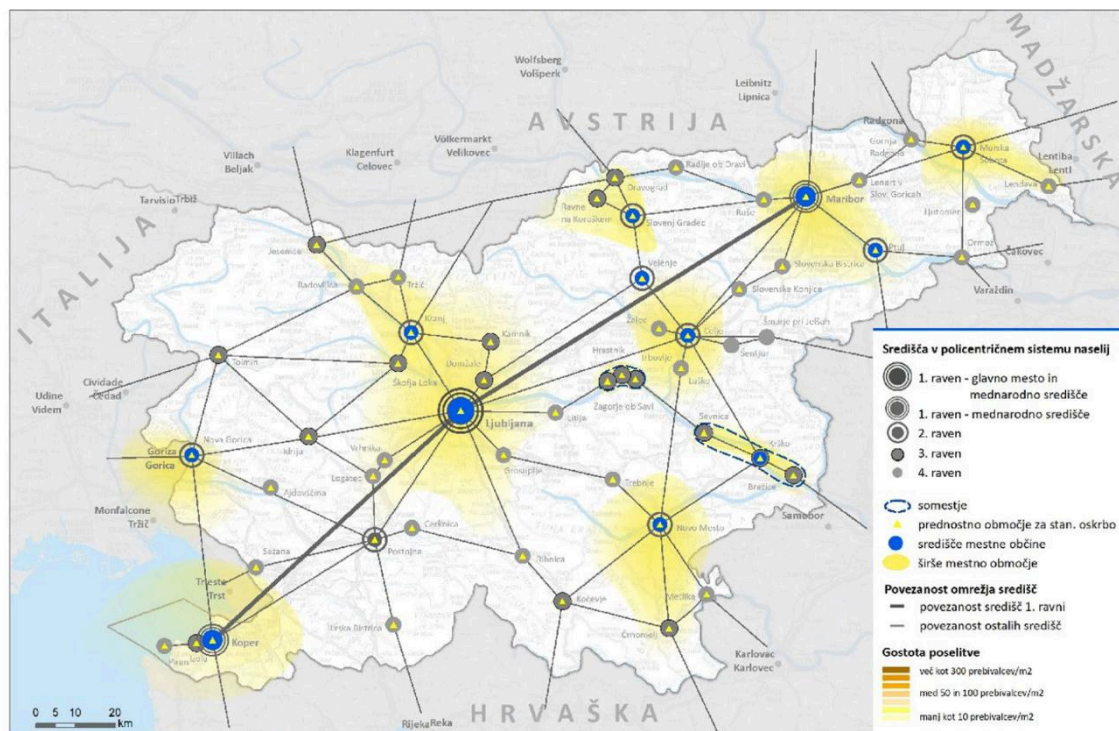 MADŽARSKA
Wolfsberg
Volšperk
Leibnitz
Lipnica
AVSTRIJA
Radgona
Gornja
Radgona
Murska
Sobota
Lentiba
Lenti
Lendava
Völkermarkt
Velikovec
Klagenfurt
Celovec
Villach
Beljak
Tarvisio Trbiž
Radlje ob Dravi
Dravograd
Ravne
na Koroškem
Slovenj Gradec
Ruše
Maribor
Lenart v
Slov. Goricah
Ljutomer
Ormož
Čakovec
Varaždin
Ptuj
Jesenice
Radovljica
Tržič
Velenje
Slovenska Bistrica
Slovenske Konjice
ITALIJA
Kranj
Kamnik
Žalec
Celje
Šmarje pri Jelšah
Šentjur
Tolmin
Škofja Loka
Domžale
Hrastnik
Trbovlje
Zagorje ob Savi
Laško
Cividade
Čedad
Udine
Videm
Ljubljana
Litija
Sevnica
Krško
Brežice
Nova Gorica
Goriza
Gorica
Idrija
Vrhnika
Logatec
Grosuplje
Trebnje
Ajdovščina
Samobor
Monfalcone
Tržič
Cerknica
Postojna
Novo Mesto
Sežana
Ribnica
Trieste
Trst
Kočevje
Metlika
Ilirska Bistrica
Črnomelj
Koper
Izola
Piran
Karlovac
Karlovec
Rijeka Reka
HRVAŠKA
0 5 10 20
km
Središča v policentričnem sistemu naselij
1. raven - glavno mesto in
mednarodno središče
1. raven - mednarodno središče
2. raven
3. raven
4. raven
somestje
prednostno območje za stan. oskrbo
središče mestne občine
širše mestno območje
Povezanost omrežja središč
povezanost središč 1. ravni
povezanost ostalih središč
Gostota poselitve
več kot 300 prebivalcev/m2
med 50 in 100 prebivalcev/m2
manj kot 10 prebivalcev/m2